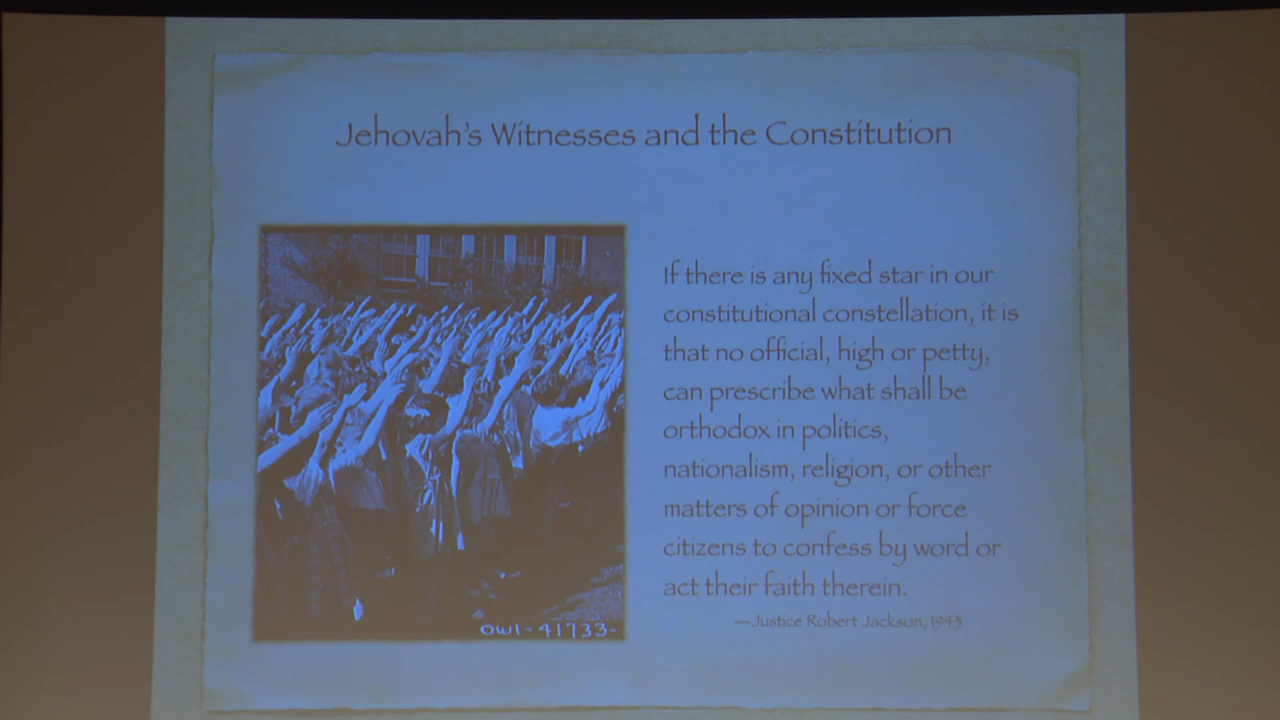 Jehovah's Witnesses and the Constitution
If there is any fixed star in our
constitutional constellation, it is
that no official, high or petty,
can prescribe what shall be
orthodox in politics,
nationalism, religion, or other
matters of opinion or force
citizens to confess by word or
act their faith therein.
—Justice Robert Jackson, 1943
OWI-41733-